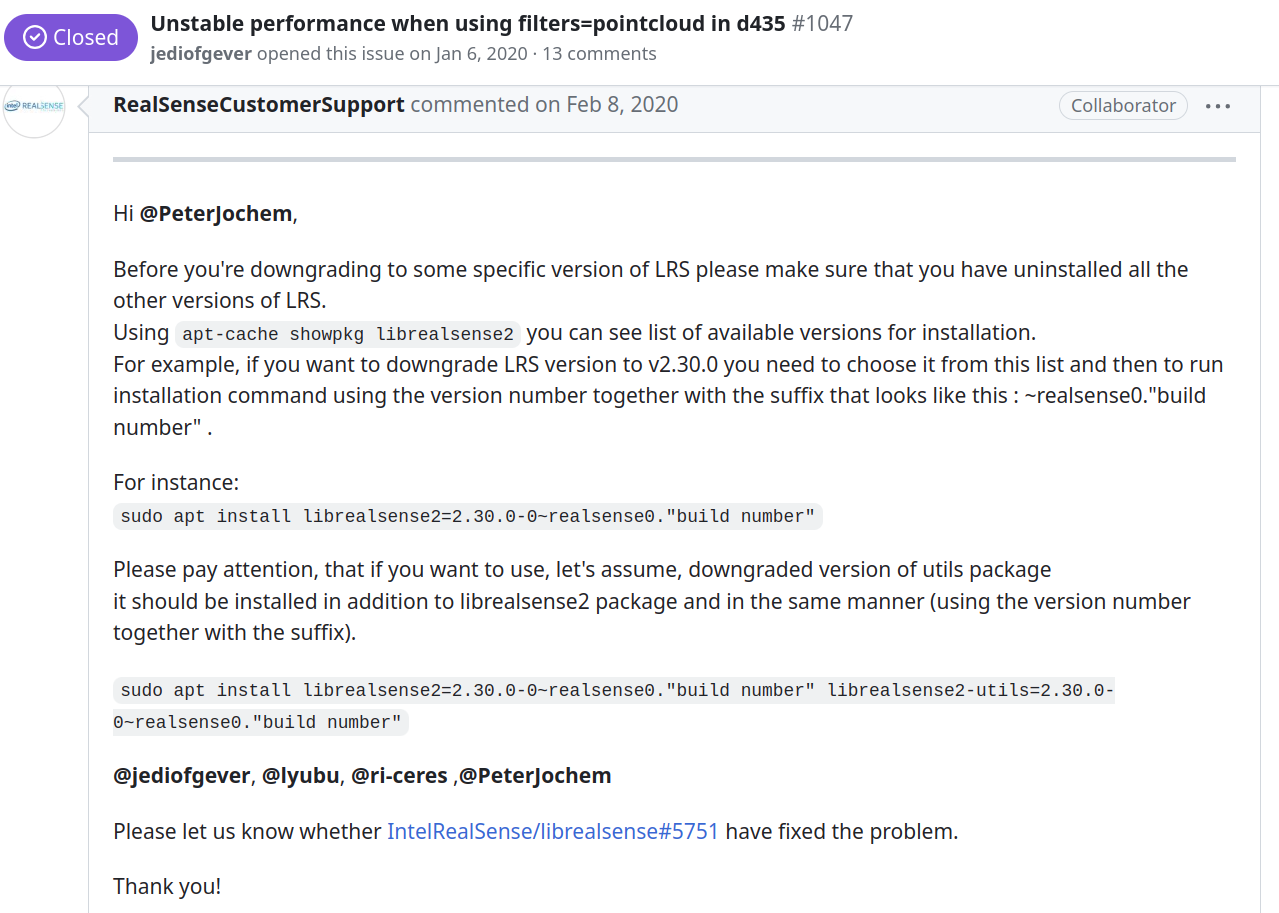 Closed
Unstable performance when using filters=pointcloud in d435 #1047
jediofgever opened this issue on Jan 6, 2020 · 13 comments
intel REALSENSE
RealSenseCustomerSupport commented on Feb 8, 2020
Collaborator
Hi @PeterJochem,
Before you're downgrading to some specific version of LRS please make sure that you have uninstalled all the
other versions of LRS.
Using apt-cache showpkg librealsense2 you can see list of available versions for installation.
For example, if you want to downgrade LRS version to v2.30.0 you need to choose it from this list and then to run
installation command using the version number together with the suffix that looks like this : ~realsense0."build
number" .
For instance:
sudo apt install librealsense2=2.30.0-0~realsense0."build number"
Please pay attention, that if you want to use, let's assume, downgraded version of utils package
it should be installed in addition to librealsense2 package and in the same manner (using the version number
together with the suffix).
sudo apt install librealsense2=2.30.0-0~realsense0."build number" librealsense2-utils=2.30.0-
0~realsense0."build number"
@jediofgever, @lyubu, @ri-ceres ,@PeterJochem
Please let us know whether IntelRealSense/librealsense#5751 have fixed the problem.
Thank you!